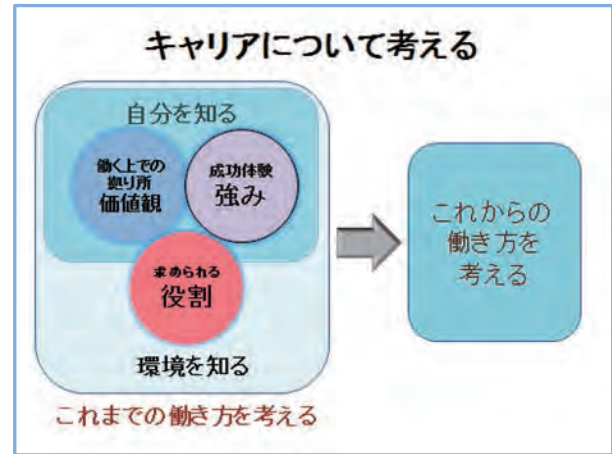 キャリアについて考える
自分を知る
働く上での
拠り所
価値観
成功体験
強み
求められる
役割
環境を知る
これまでの働き方を考える
これからの
働き方を
考える